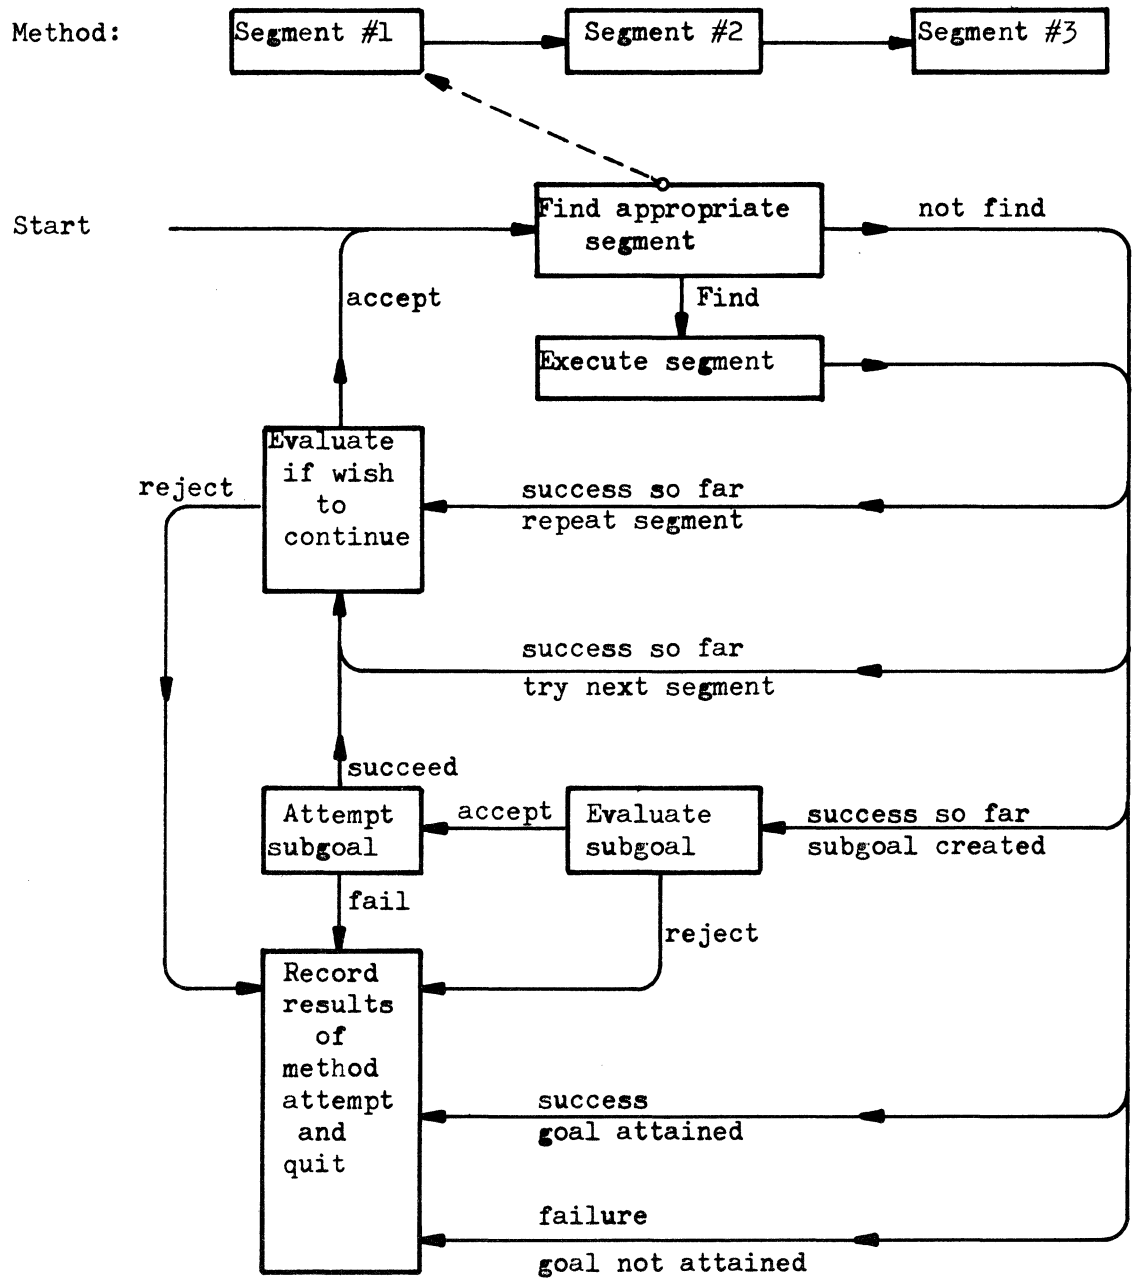 Method:
Segment #1
Segment #2
Segment #3
Start
Find appropriate
segment
not find
accept
Find
Execute segment
Evaluate
if wish
to
continue
reject
success so far
repeat segment
success so far
try next segment
succeed
Attempt
subgoal
accept
Evaluate
subgoal
success so far
subgoal created
fail
reject
Record
results
of
method
attempt
and
quit
success
goal attained
failure
goal not attained